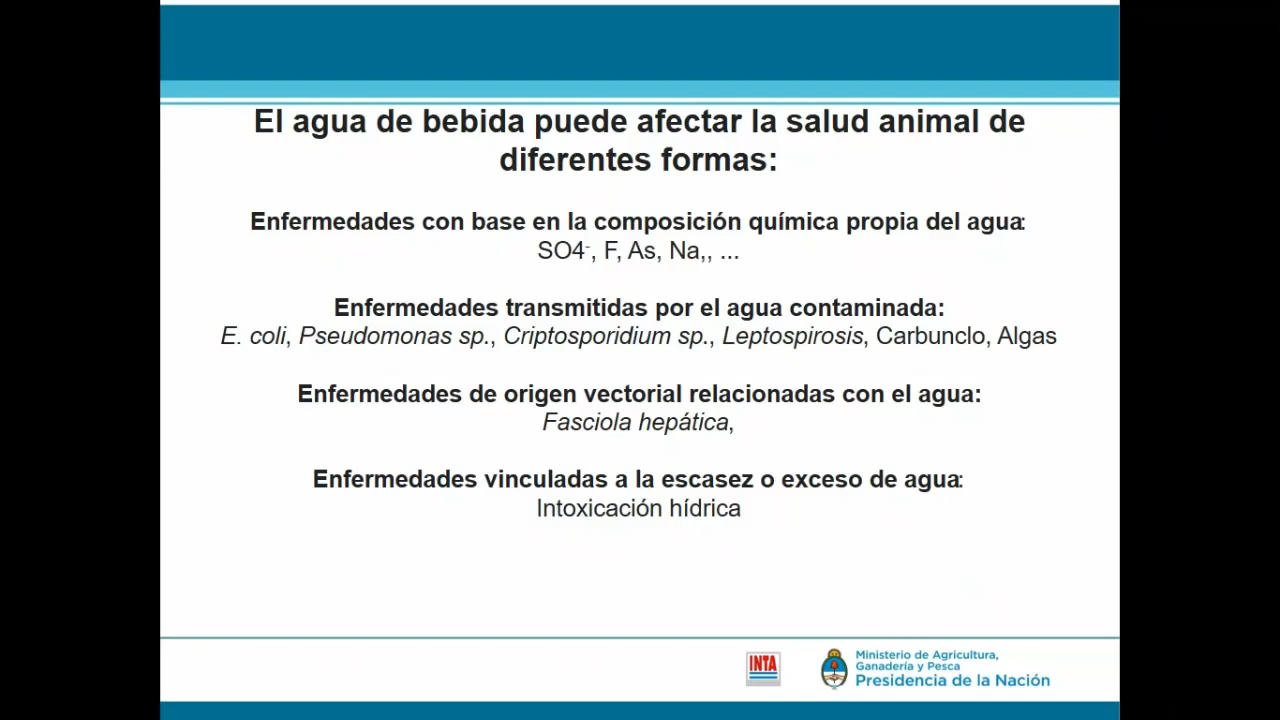 El agua de bebida puede afectar la salud animal de
diferentes formas:
Enfermedades con base en la composición química propia del agua:
SO4⁻, F, As, Na,, ...
Enfermedades transmitidas por el agua contaminada:
E. coli, Pseudomonas sp., Criptosporidium sp., Leptospirosis, Carbunclo, Algas
Enfermedades de origen vectorial relacionadas con el agua:
Fasciola hepática,
Enfermedades vinculadas a la escasez o exceso de agua:
Intoxicación hídrica
INTA
Ministerio de Agricultura,
Ganadería y Pesca
Presidencia de la Nación